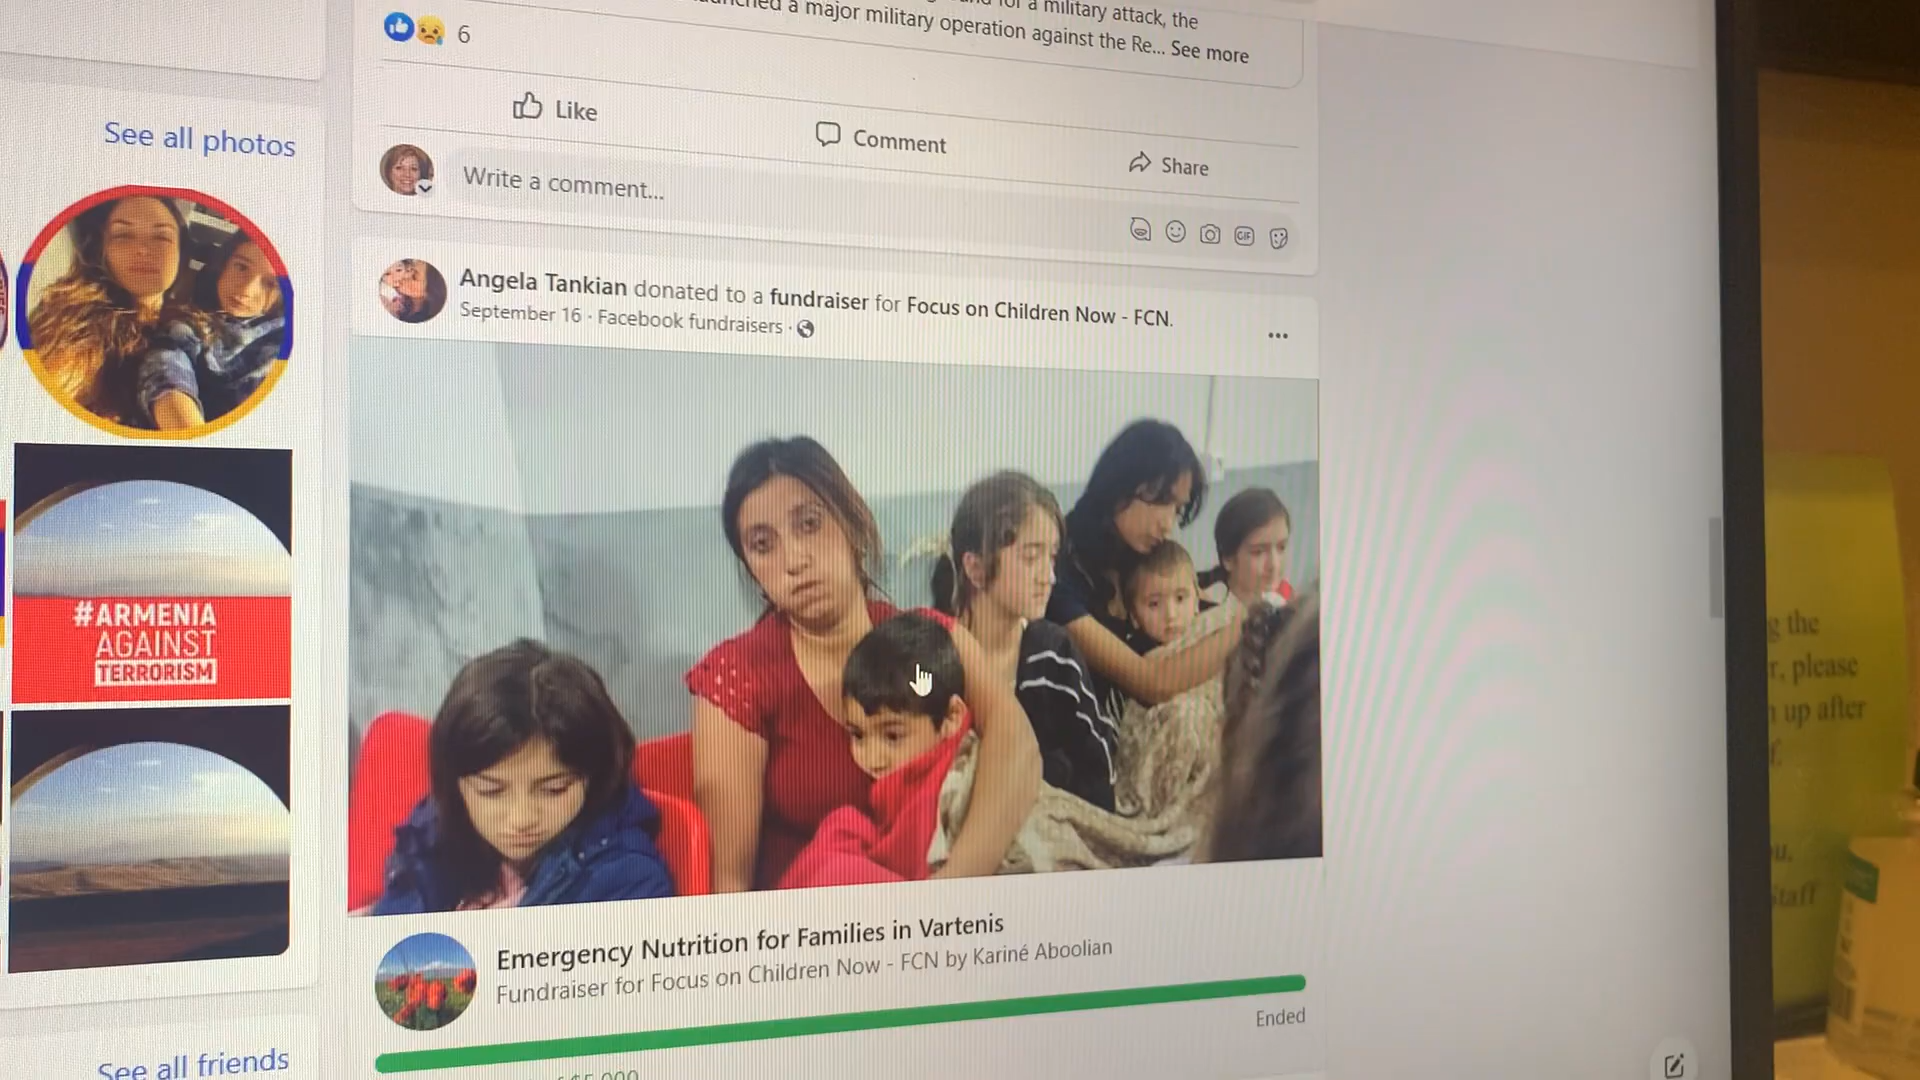 a military attack, the
a major military operation against the Re... See more
6
Like
Comment
Share
Write a comment...
GIF
See all photos
#ARMENIA
AGAINST
TERRORISM
See all friends
Angela Tankian donated to a fundraiser for Focus on Children Now - FCN.
September 16 · Facebook fundraisers ·
Emergency Nutrition for Families in Vartenis
Fundraiser for Focus on Children Now - FCN by Kariné Aboolian
Ended
the
please
up after